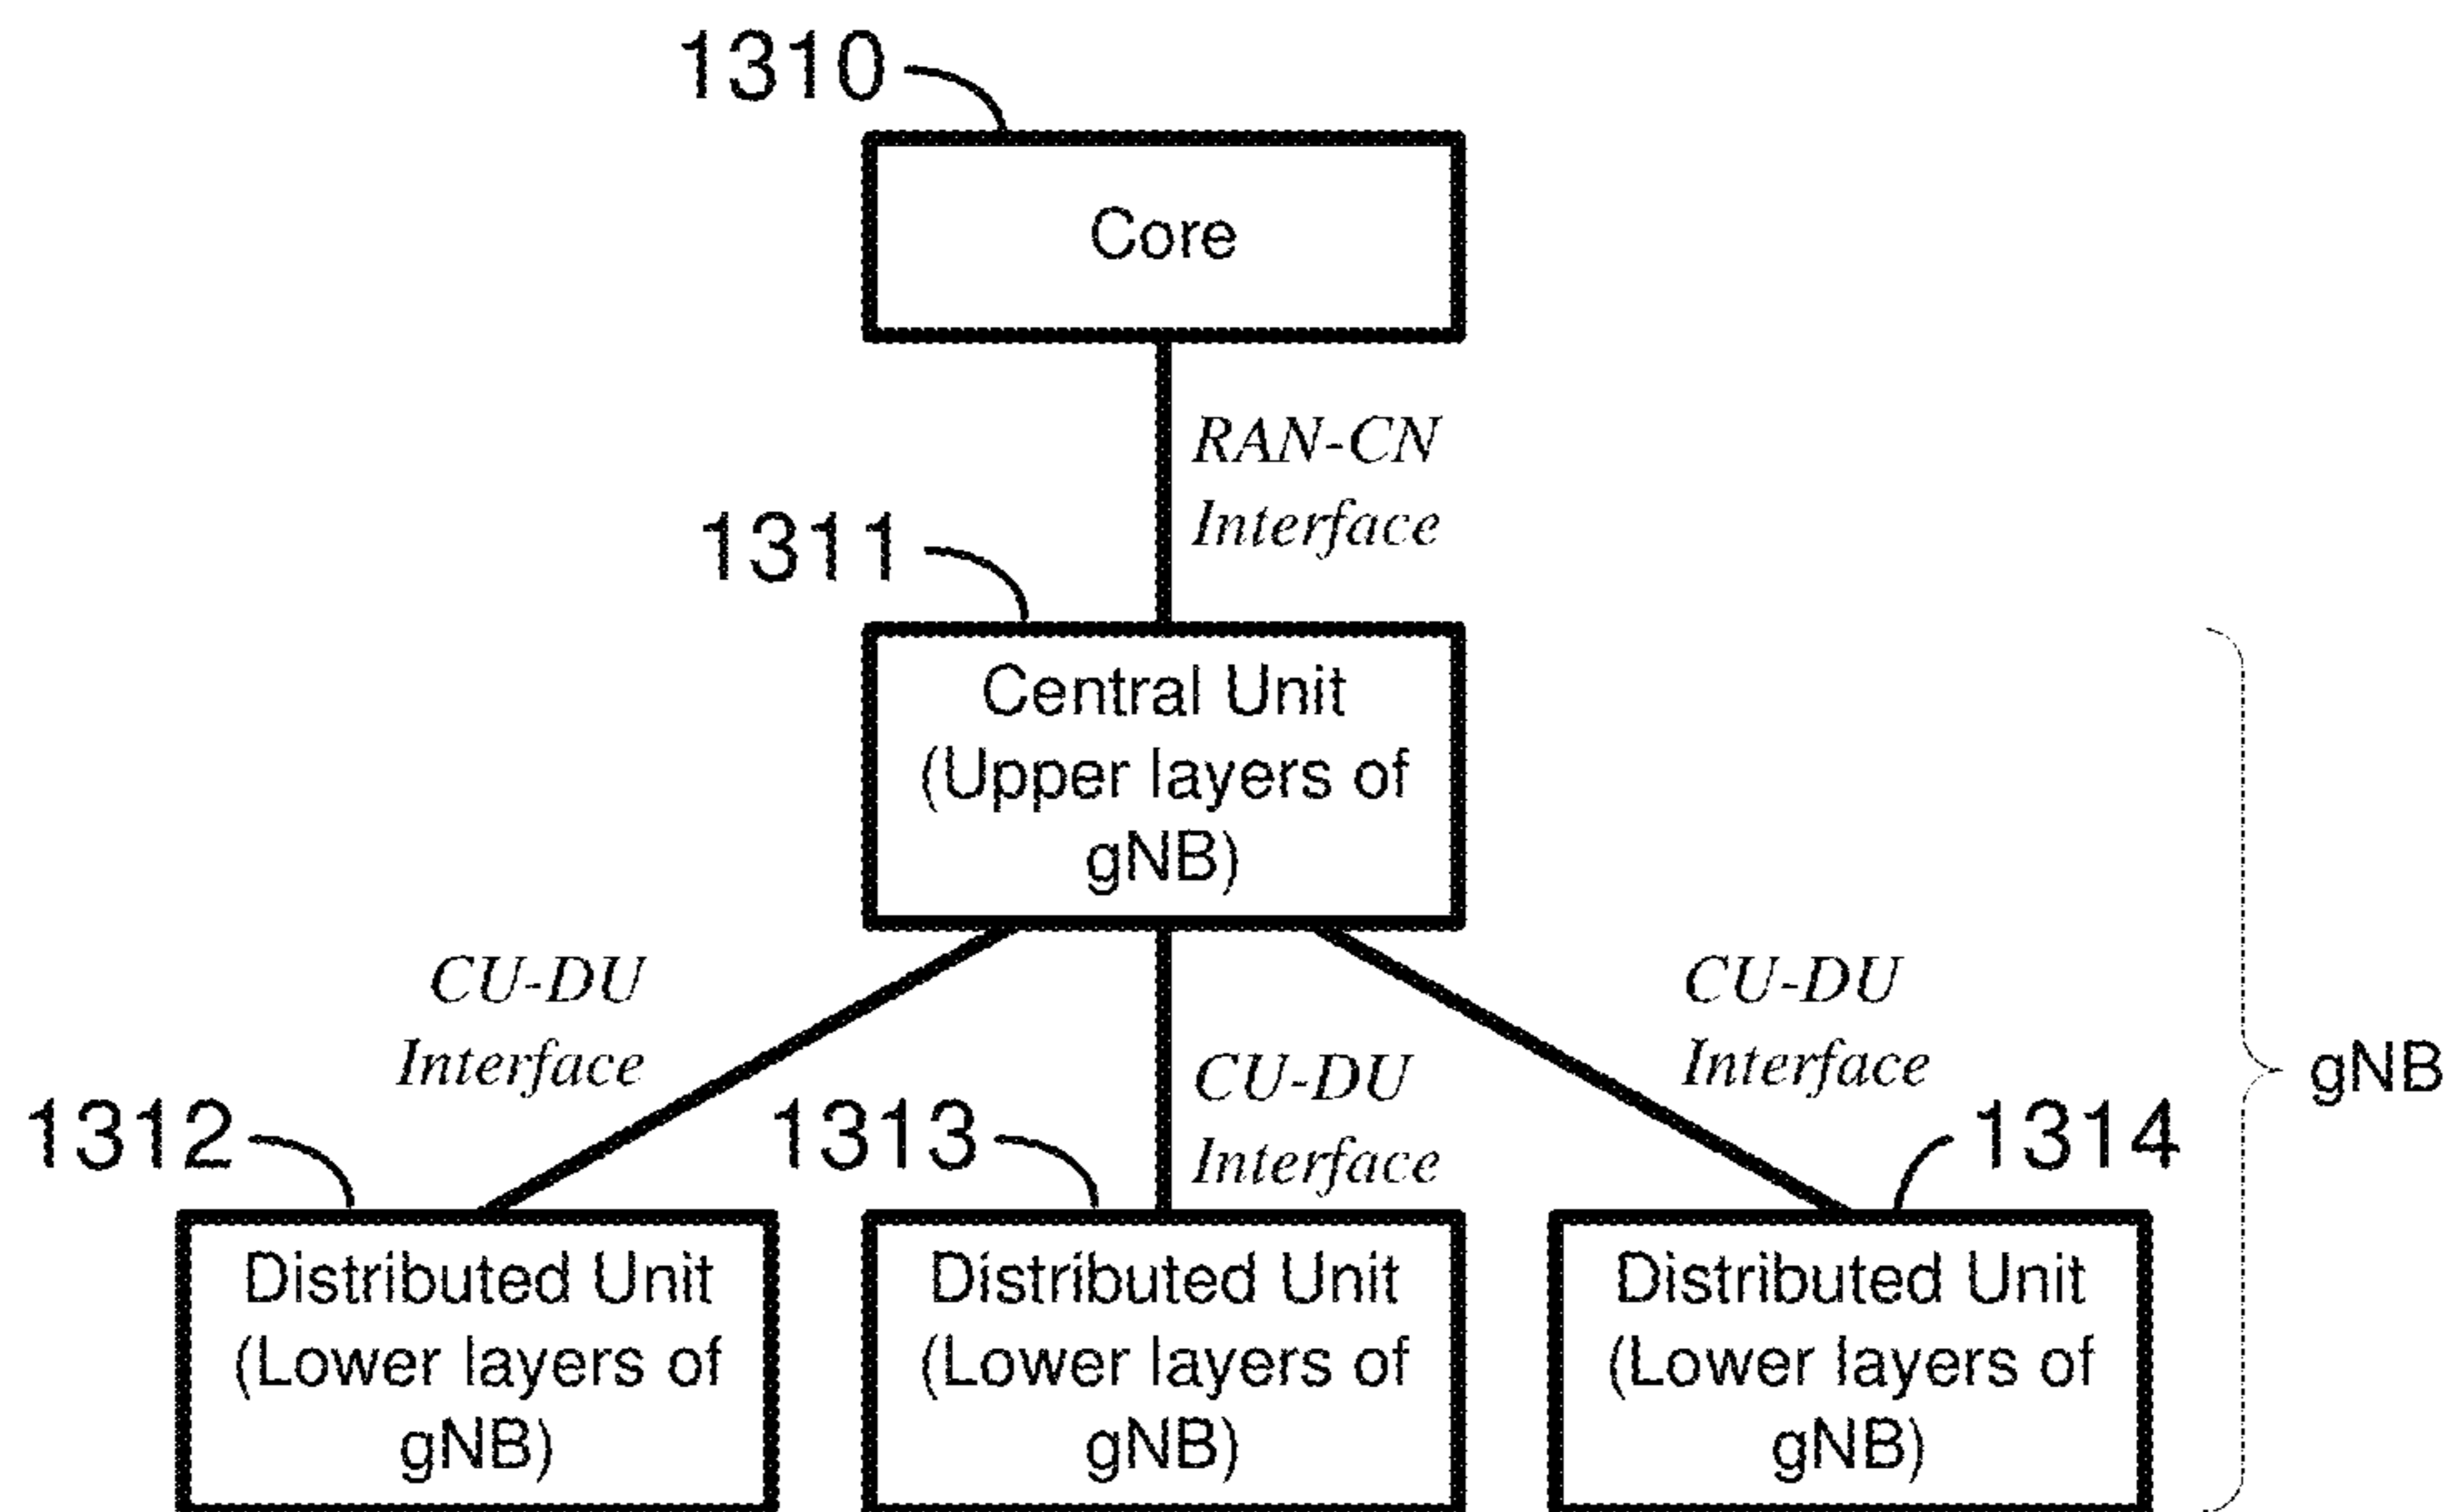 1310
Core
RAN-CN
Interface
1311
Central Unit
(Upper layers of
gNB)
CU-DU
Interface
CU-DU
Interface
CU-DU
Interface
gNB
1312
1313
1314
Distributed Unit
(Lower layers of
gNB)
Distributed Unit
(Lower layers of
gNB)
Distributed Unit
(Lower layers of
gNB)